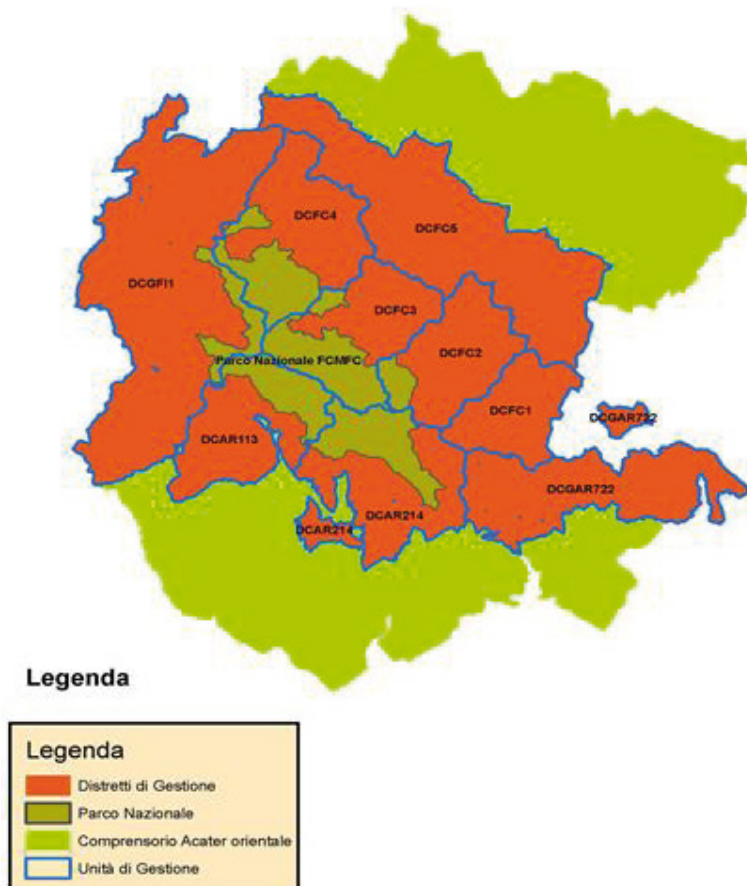 DCFC4
DCFC5
DCGFI1
DCFC3
DCFC2
Parco Nazionale FCMFC
DCFC1
DCGAR722
DCAR113
DCGAR722
DCAR214
DCAR214
Legenda
Legenda
Distretti di Gestione
Parco Nazionale
Comprensorio Acater orientale
Unità di Gestione